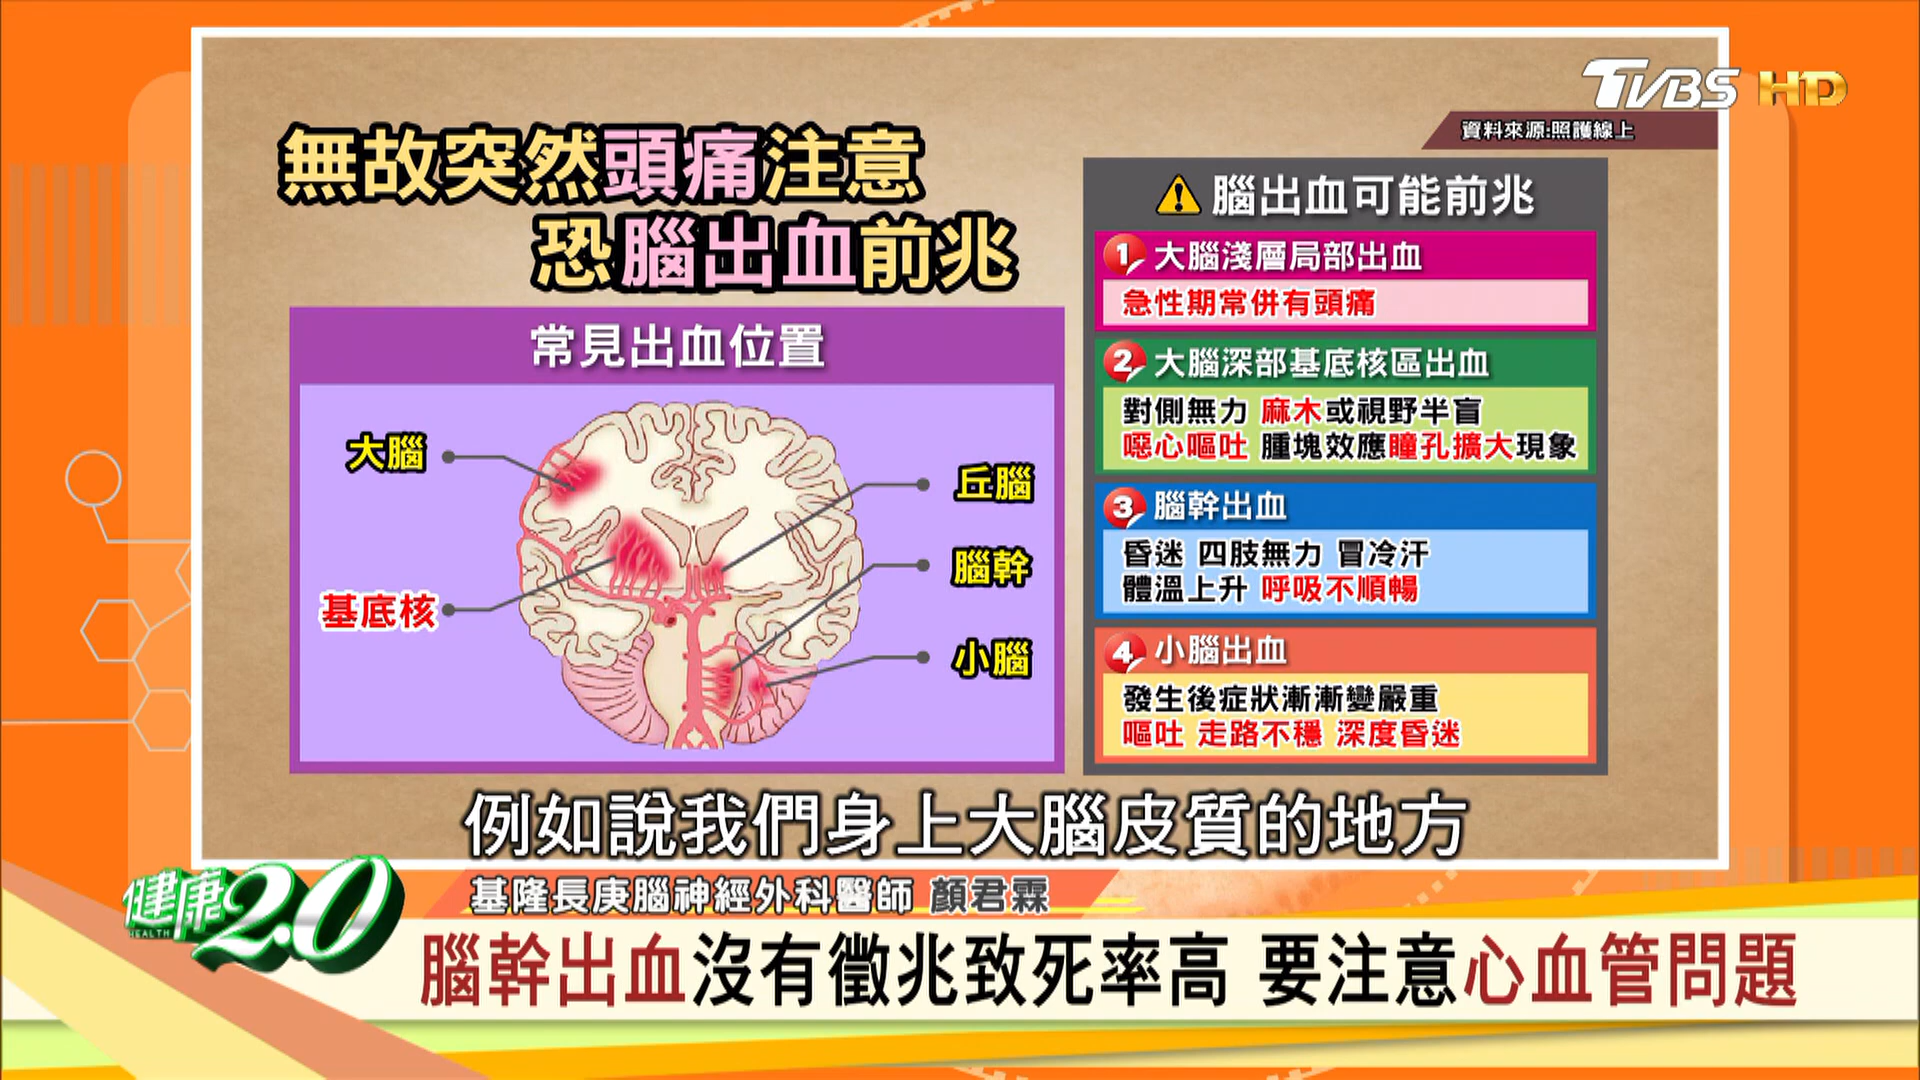 TVBS HD
資料來源:照護線上
無故突然頭痛注意
恐腦出血前兆
常見出血位置
大腦
基底核
丘腦
腦幹
小腦
腦出血可能前兆
1 大腦淺層局部出血
急性期常併有頭痛
2 大腦深部基底核區出血
對側無力 麻木或視野半盲
噁心嘔吐 腫塊效應瞳孔擴大現象
3 腦幹出血
昏迷 四肢無力 冒冷汗
體溫上升 呼吸不順暢
4 小腦出血
發生後症狀漸漸變嚴重
嘔吐 走路不穩 深度昏迷
例如說我們身上大腦皮質的地方
健康2.0
HEALTH
基隆長庚腦神經外科醫師 顏君霖
腦幹出血沒有徵兆致死率高 要注意心血管問題